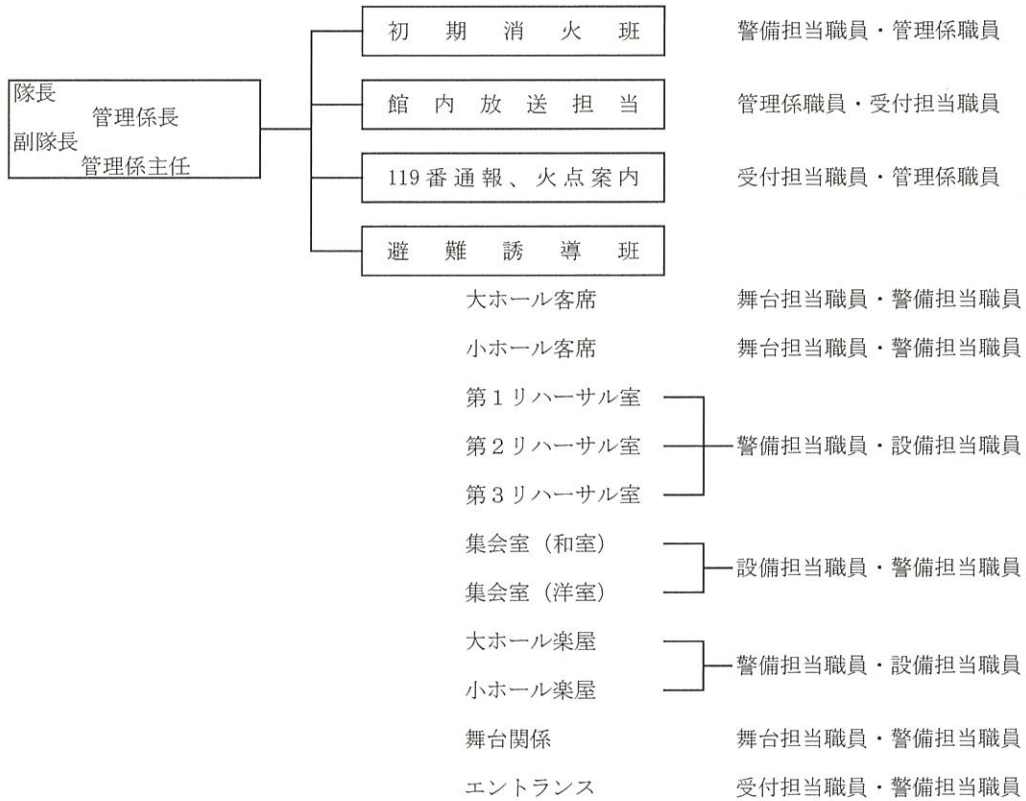 初期消火班 警備担当職員・管理係職員
隊長
管理係長
副隊長
管理係主任
館内放送担当 管理係職員・受付担当職員
119番通報、火点案内 受付担当職員・管理係職員
避難誘導班
大ホール客席 舞台担当職員・警備担当職員
小ホール客席 舞台担当職員・警備担当職員
第1リハーサル室
第2リハーサル室 警備担当職員・設備担当職員
第3リハーサル室
集会室(和室)
設備担当職員・警備担当職員
集会室(洋室)
大ホール楽屋
警備担当職員・設備担当職員
小ホール楽屋
舞台関係 舞台担当職員・警備担当職員
エントランス 受付担当職員・警備担当職員